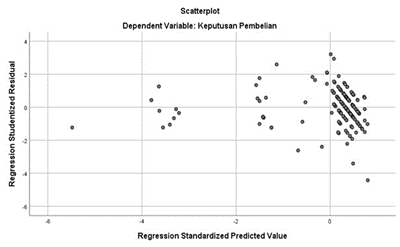 Scatterplot
Dependent Variable: Keputusan Pembelian
Regression Studentized Residual
4
2
0
-2
-4
-6
-6
-4
-2
0
Regression Standardized Predicted Value